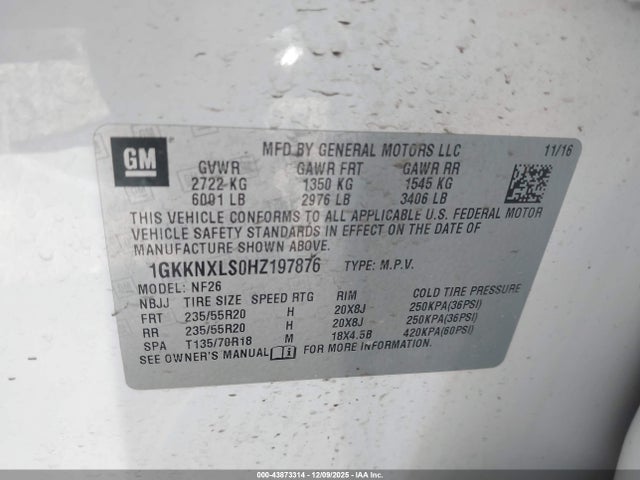 GM
MFD BY GENERAL MOTORS LLC 11/16
GVWR GAWR FRT GAWR RR
2722 KG 1350 KG 1545 KG
6001 LB 2976 LB 3406 LB
THIS VEHICLE CONFORMS TO ALL APPLICABLE U.S. FEDERAL MOTOR
VEHICLE SAFETY STANDARDS IN EFFECT ON THE DATE OF
MANUFACTURE SHOWN ABOVE.
1GKKNXLS0HZ197876 TYPE: M.P.V.
MODEL: NF26
NBJJ TIRE SIZE SPEED RTG RIM COLD TIRE PRESSURE
FRT 235/55R20 H 20X8J 250KPA(36PSI)
RR 235/55R20 H 20X8J 250KPA(36PSI)
SPA T135/70R18 M 18X4.5B 420KPA(60PSI)
SEE OWNER'S MANUAL FOR MORE INFORMATION.
000-43873314 - 12/09/2025 - IAAI.COM